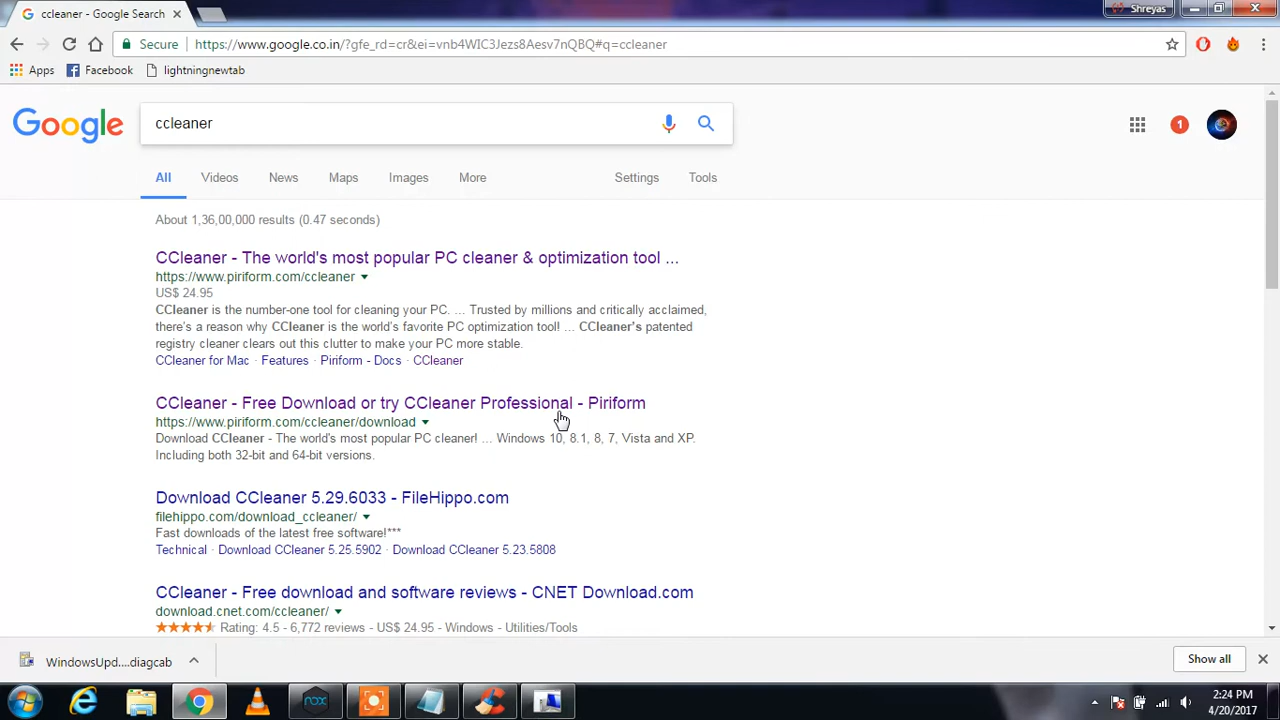 ccleaner - Google Search
Shreyas
Secure https://www.google.co.in/?gfe_rd=cr&ei=vnb4WIC3Jezs8Aesv7nQBQ#q=ccleaner
Apps Facebook lightningnewtab
Google ccleaner 1
All Videos News Maps Images More Settings Tools
About 1,36,00,000 results (0.47 seconds)
CCleaner - The world's most popular PC cleaner & optimization tool ...
https://www.piriform.com/ccleaner
US$ 24.95
CCleaner is the number-one tool for cleaning your PC. ... Trusted by millions and critically acclaimed,
there's a reason why CCleaner is the world's favorite PC optimization tool! ... CCleaner's patented
registry cleaner clears out this clutter to make your PC more stable.
CCleaner for Mac · Features · Piriform - Docs · CCleaner
CCleaner - Free Download or try CCleaner Professional - Piriform
https://www.piriform.com/ccleaner/download
Download CCleaner - The world's most popular PC cleaner! ... Windows 10, 8.1, 8, 7, Vista and XP.
Including both 32-bit and 64-bit versions.
Download CCleaner 5.29.6033 - FileHippo.com
filehippo.com/download_ccleaner/
Fast downloads of the latest free software!***
Technical · Download CCleaner 5.25.5902 · Download CCleaner 5.23.5808
CCleaner - Free download and software reviews - CNET Download.com
download.cnet.com/ccleaner/
Rating: 4.5 - 6,772 reviews - US$ 24.95 - Windows - Utilities/Tools
WindowsUpd....diagcab Show all
nox
2:24 PM
4/20/2017